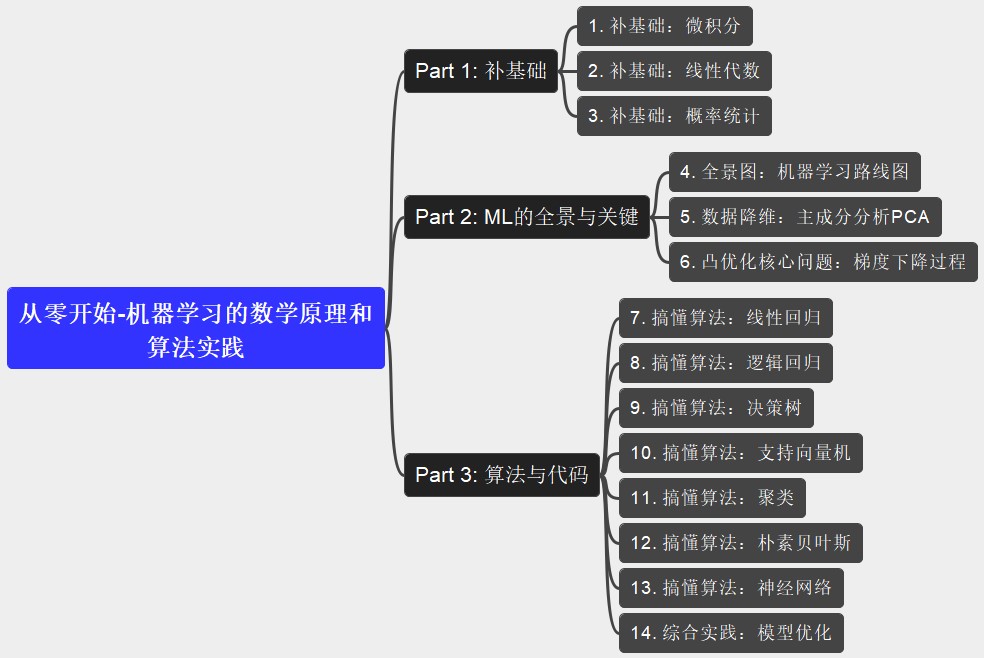 从零开始-机器学习的数学原理和
算法实践
Part 1: 补基础
1. 补基础：微积分
2. 补基础：线性代数
3. 补基础：概率统计
Part 2: ML的全景与关键
4. 全景图：机器学习路线图
5. 数据降维：主成分分析PCA
6. 凸优化核心问题：梯度下降过程
Part 3: 算法与代码
7. 搞懂算法：线性回归
8. 搞懂算法：逻辑回归
9. 搞懂算法：决策树
10. 搞懂算法：支持向量机
11. 搞懂算法：聚类
12. 搞懂算法：朴素贝叶斯
13. 搞懂算法：神经网络
14. 综合实践：模型优化